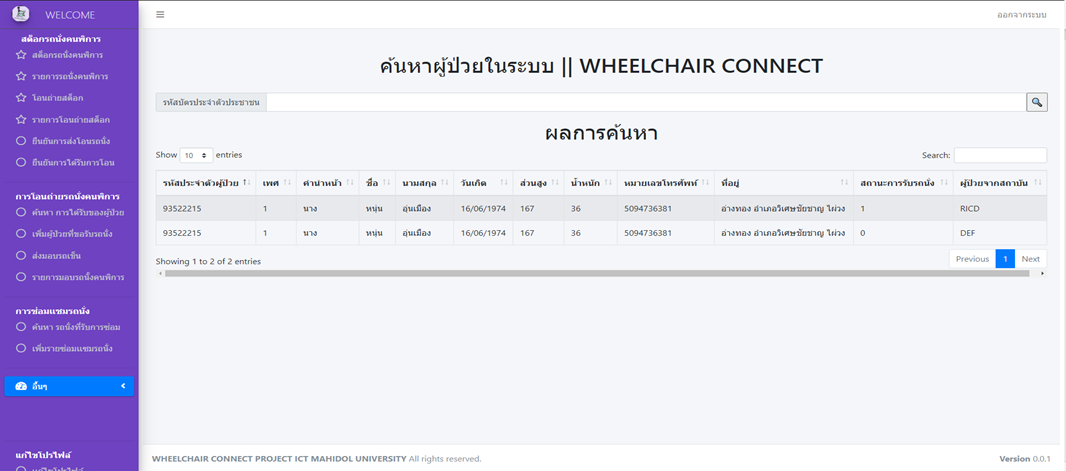 WELCOME
ออกจากระบบ
สต็อกรถนั่งคนพิการ
สต็อกรถนั่งคนพิการ
รายการรถนั่งคนพิการ
โอนถ่ายสต็อก
รายการโอนถ่ายสต็อก
ยืนยันการส่งโอนรถนั่ง
ยืนยันการได้รับการโอน
การโอนถ่ายรถนั่งคนพิการ
ค้นหา การได้รับของผู้ป่วย
เพิ่มผู้ป่วยที่ขอรับรถนั่ง
ส่งมอบรถเข็น
รายการมอบรถนั่งคนพิการ
การซ่อมแซมรถนั่ง
ค้นหา รถนั่งที่รับการซ่อม
เพิ่มรายซ่อมแซมรถนั่ง
อื่นๆ
แก้ไขโปรไฟล์
แก้ไขโปรไฟล์
ค้นหาผู้ป่วยในระบบ || WHEELCHAIR CONNECT
รหัสบัตรประจำตัวประชาชน
ผลการค้นหา
Show 10 entries Search:
รหัสประจำตัวผู้ป่วย เพศ คำนำหน้า ชื่อ นามสกุล วันเกิด ส่วนสูง น้ำหนัก หมายเลขโทรศัพท์ ที่อยู่ สถานะการรับรถนั่ง ผู้ป่วยจากสถาบัน
93522215 1 นาง หนุ่น อุ่นเมือง 16/06/1974 167 36 5094736381 อ่างทอง อำเภอวิเศษชัยชาญ ไผ่วง 1 RICD
93522215 1 นาง หนุ่น อุ่นเมือง 16/06/1974 167 36 5094736381 อ่างทอง อำเภอวิเศษชัยชาญ ไผ่วง 0 DEF
Showing 1 to 2 of 2 entries Previous 1 Next
WHEELCHAIR CONNECT PROJECT ICT MAHIDOL UNIVERSITY All rights reserved. Version 0.0.1